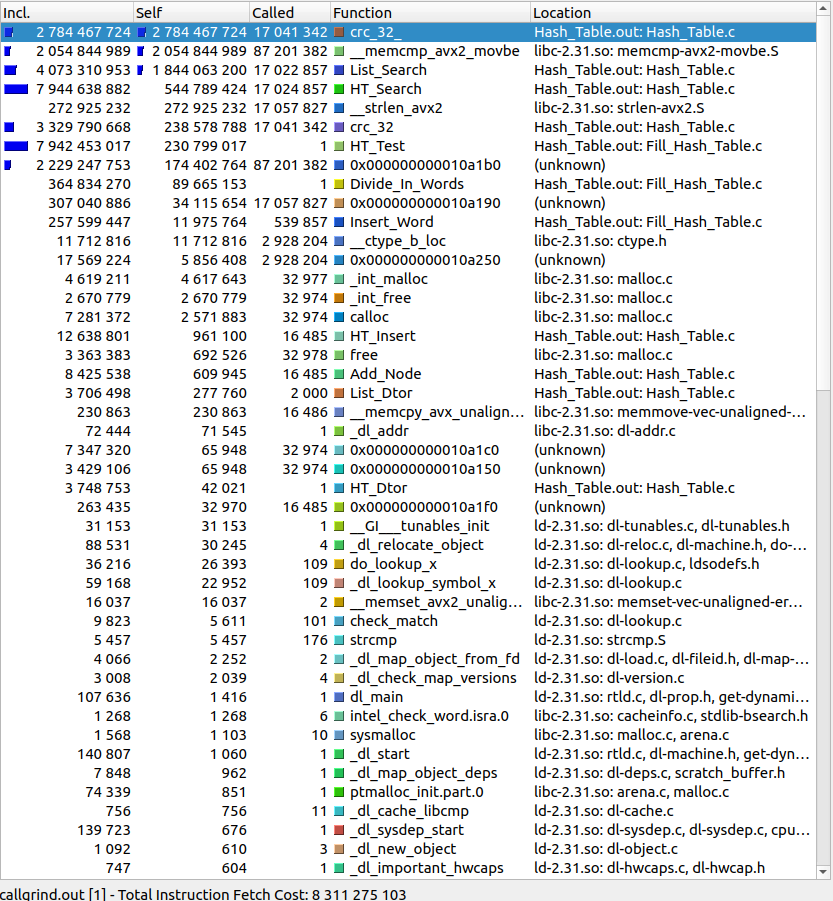 Incl. Self Called Function Location
2 784 467 724 2 784 467 724 17 041 342 crc_32_ Hash_Table.out: Hash_Table.c
2 054 844 989 2 054 844 989 87 201 382 __memcmp_avx2_movbe libc-2.31.so: memcmp-avx2-movbe.S
4 073 310 953 1 844 063 200 17 022 857 List_Search Hash_Table.out: Hash_Table.c
7 944 638 882 544 789 424 17 024 857 HT_Search Hash_Table.out: Hash_Table.c
272 925 232 272 925 232 17 057 827 __strlen_avx2 libc-2.31.so: strlen-avx2.S
3 329 790 668 238 578 788 17 041 342 crc_32 Hash_Table.out: Hash_Table.c
7 942 453 017 230 799 017 1 HT_Test Hash_Table.out: Fill_Hash_Table.c
2 229 247 753 174 402 764 87 201 382 0x000000000010a1b0 (unknown)
364 834 270 89 665 153 1 Divide_In_Words Hash_Table.out: Fill_Hash_Table.c
307 040 886 34 115 654 17 057 827 0x000000000010a190 (unknown)
257 599 447 11 975 764 539 857 Insert_Word Hash_Table.out: Fill_Hash_Table.c
11 712 816 11 712 816 2 928 204 __ctype_b_loc libc-2.31.so: ctype.h
17 569 224 5 856 408 2 928 204 0x000000000010a250 (unknown)
4 619 211 4 617 643 32 977 _int_malloc libc-2.31.so: malloc.c
2 670 779 2 670 779 32 974 _int_free libc-2.31.so: malloc.c
7 281 372 2 571 883 32 974 calloc libc-2.31.so: malloc.c
12 638 801 961 100 16 485 HT_Insert Hash_Table.out: Hash_Table.c
3 363 383 692 526 32 978 free libc-2.31.so: malloc.c
8 425 538 609 945 16 485 Add_Node Hash_Table.out: Hash_Table.c
3 706 498 277 760 2 000 List_Dtor Hash_Table.out: Hash_Table.c
230 863 230 863 16 486 __memcpy_avx_unalign... libc-2.31.so: memmove-vec-unaligned-...
72 444 71 545 1 _dl_addr libc-2.31.so: dl-addr.c
7 347 320 65 948 32 974 0x000000000010a1c0 (unknown)
3 429 106 65 948 32 974 0x000000000010a150 (unknown)
3 748 753 42 021 1 HT_Dtor Hash_Table.out: Hash_Table.c
263 435 32 970 16 485 0x000000000010a1f0 (unknown)
31 153 31 153 1 __GI___tunables_init ld-2.31.so: dl-tunables.c, dl-tunables.h
88 531 30 245 4 _dl_relocate_object ld-2.31.so: dl-reloc.c, dl-machine.h, do-...
36 216 26 393 109 do_lookup_x ld-2.31.so: dl-lookup.c, ldsodefs.h
59 168 22 952 109 _dl_lookup_symbol_x ld-2.31.so: dl-lookup.c
16 037 16 037 2 __memset_avx2_unalig... libc-2.31.so: memset-vec-unaligned-er...
9 823 5 611 101 check_match ld-2.31.so: dl-lookup.c
5 457 5 457 176 strcmp ld-2.31.so: strcmp.S
4 066 2 252 2 _dl_map_object_from_fd ld-2.31.so: dl-load.c, dl-fileid.h, dl-map-...
3 008 2 039 4 _dl_check_map_versions ld-2.31.so: dl-version.c
107 636 1 416 1 dl_main ld-2.31.so: rtld.c, dl-prop.h, get-dynami...
1 268 1 268 6 intel_check_word.isra.0 libc-2.31.so: cacheinfo.c, stdlib-bsearch.h
1 568 1 103 10 sysmalloc libc-2.31.so: malloc.c, arena.c
140 807 1 060 1 _dl_start ld-2.31.so: rtld.c, dl-machine.h, get-dyn...
7 848 962 1 _dl_map_object_deps ld-2.31.so: dl-deps.c, scratch_buffer.h
74 339 851 1 ptmalloc_init.part.0 libc-2.31.so: arena.c, malloc.c
756 756 11 _dl_cache_libcmp ld-2.31.so: dl-cache.c
139 723 676 1 _dl_sysdep_start ld-2.31.so: dl-sysdep.c, dl-sysdep.c, cpu...
1 092 610 3 _dl_new_object ld-2.31.so: dl-object.c
747 604 1 _dl_important_hwcaps ld-2.31.so: dl-hwcaps.c, dl-hwcap.h
callgrind.out [1] - Total Instruction Fetch Cost: 8 311 275 103